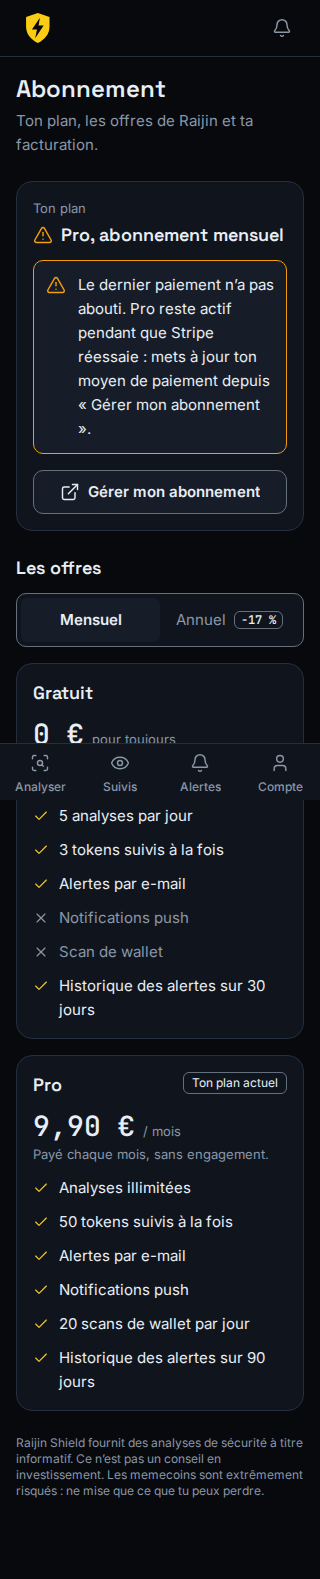 Abonnement
Ton plan, les offres de Raijin et ta
facturation.
Ton plan
Pro, abonnement mensuel
Le dernier paiement n’a pas
abouti. Pro reste actif
pendant que Stripe
réessaie : mets à jour ton
moyen de paiement depuis
« Gérer mon abonnement
».
Gérer mon abonnement
Les offres
Mensuel
Annuel -17 %
Gratuit
0 € pour toujours
Analyser Suivis Alertes Compte
5 analyses par jour
3 tokens suivis à la fois
Alertes par e-mail
Notifications push
Scan de wallet
Historique des alertes sur 30
jours
Pro Ton plan actuel
9,90 € / mois
Payé chaque mois, sans engagement.
Analyses illimitées
50 tokens suivis à la fois
Alertes par e-mail
Notifications push
20 scans de wallet par jour
Historique des alertes sur 90
jours
Raijin Shield fournit des analyses de sécurité à titre
informatif. Ce n’est pas un conseil en
investissement. Les memecoins sont extrêmement
risqués : ne mise que ce que tu peux perdre.